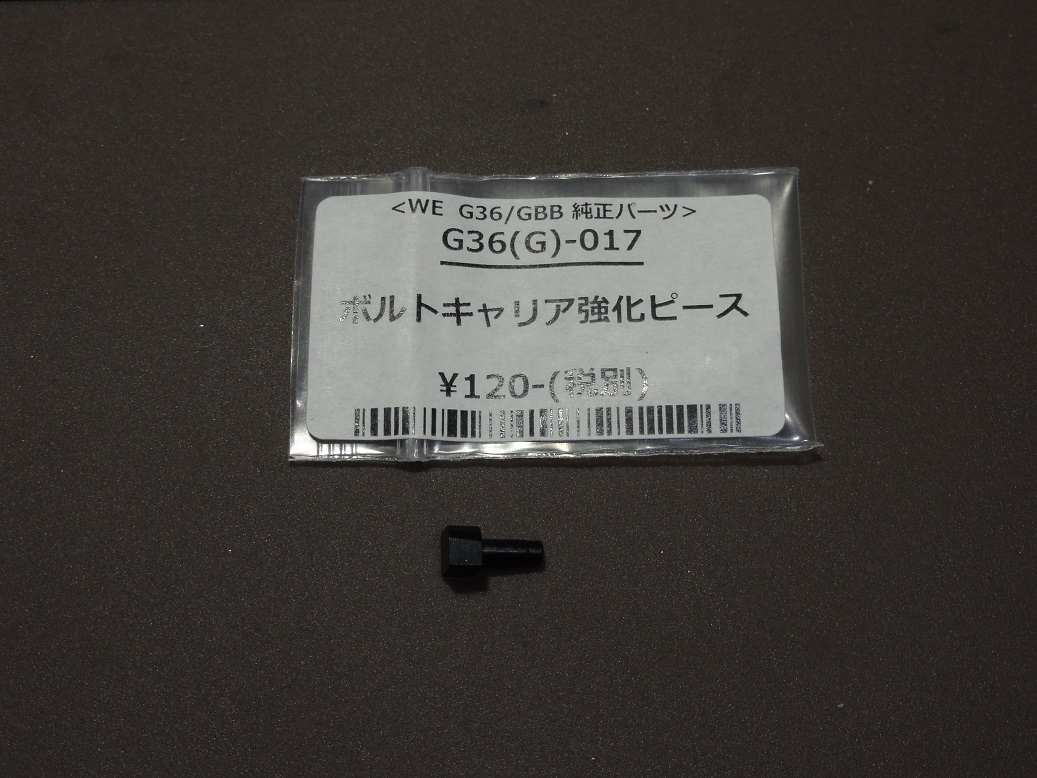 <WE G36/GBB 純正パーツ>
G36(G)-017
ボルトキャリア強化ピース
¥120-(税別)